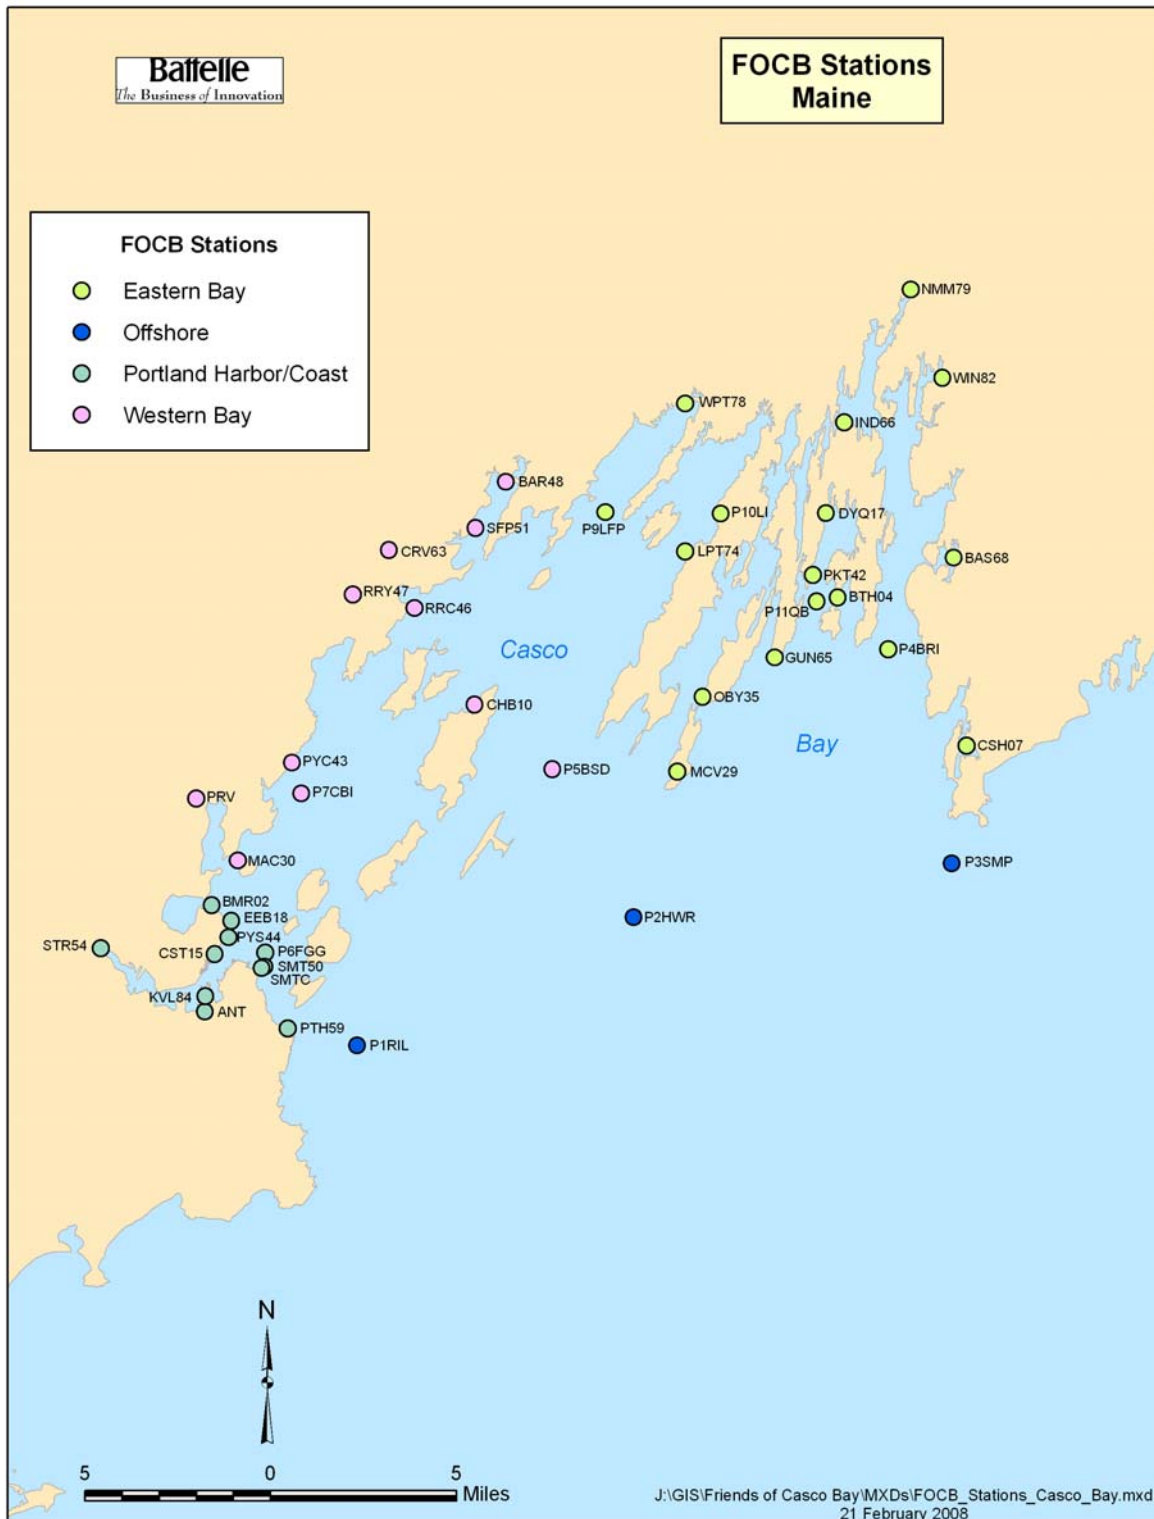 Battelle
The Business of Innovation
FOCB Stations
Maine
FOCB Stations
Eastern Bay
Offshore
Portland Harbor/Coast
Western Bay
NMM79
WIN82
WPT78
IND66
BAR48
P9LFP
P10LI
DYQ17
SFP51
CRV63
LPT74
BAS68
PKT42
RRY47
RRC46
P11QB
BTH04
Casco
GUN65
P4BRI
OBY35
CHB10
Bay
CSH07
PYC43
P5BSD
MCV29
P7CBI
PRV
MAC30
P3SMP
BMR02
EEB18
P2HWR
PYS44
STR54
CST15
P6FGG
SMT50
SMTC
KVL84
ANT
PTH59
P1RIL
N
5 0 5
Miles
J:\GIS\Friends of Casco Bay\MXDs\FOCB_Stations_Casco_Bay.mxd
21 February 2008